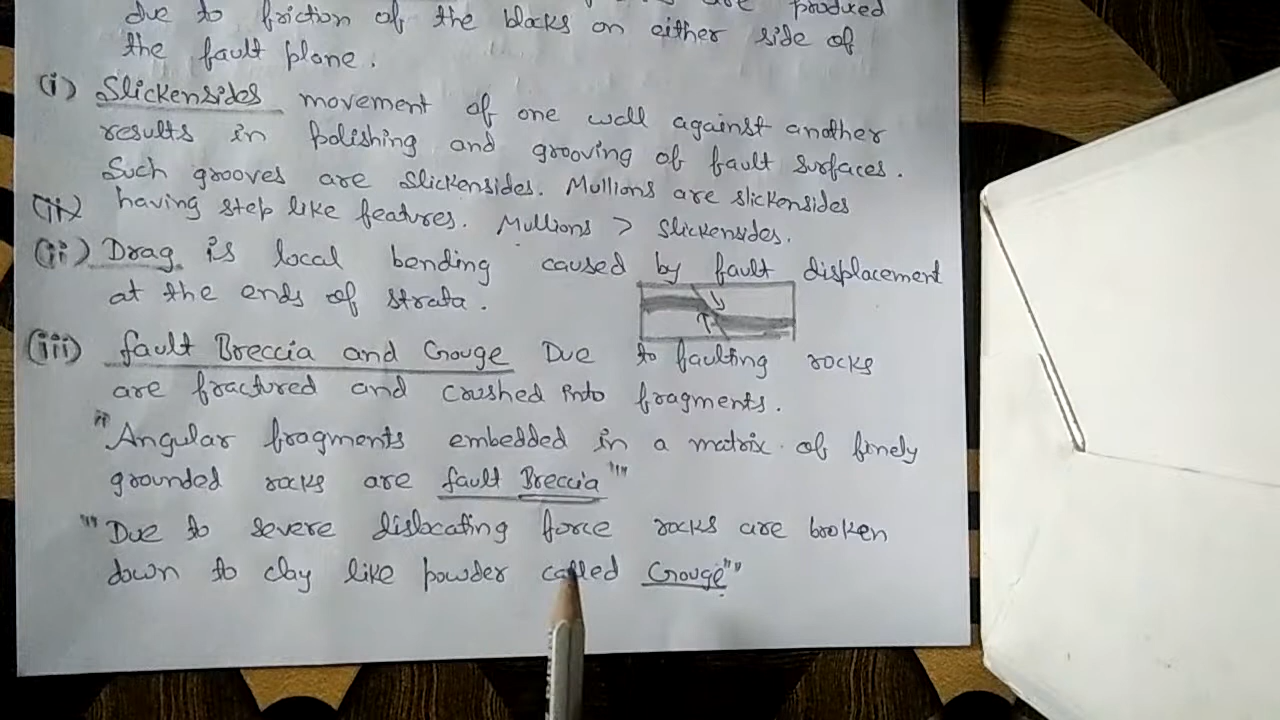 due to friction of the blocks on either side of
the fault plane.
(i) Slickensides movement of one wall against another
results in polishing and grooving of fault surfaces.
Such grooves are slickensides. Mullions are slickensides
(ii) having step like features. Mullions > Slickensides.
(ii) Drag is local bending caused by fault displacement
at the ends of strata.
(iii) fault Breccia and Gouge Due to faulting rocks
are fractured and crushed into fragments.
"Angular fragments embedded in a matrix of finely
grounded rocks are fault Breccia"
"Due to severe dislocating force rocks are broken
down to clay like powder called Gouge"